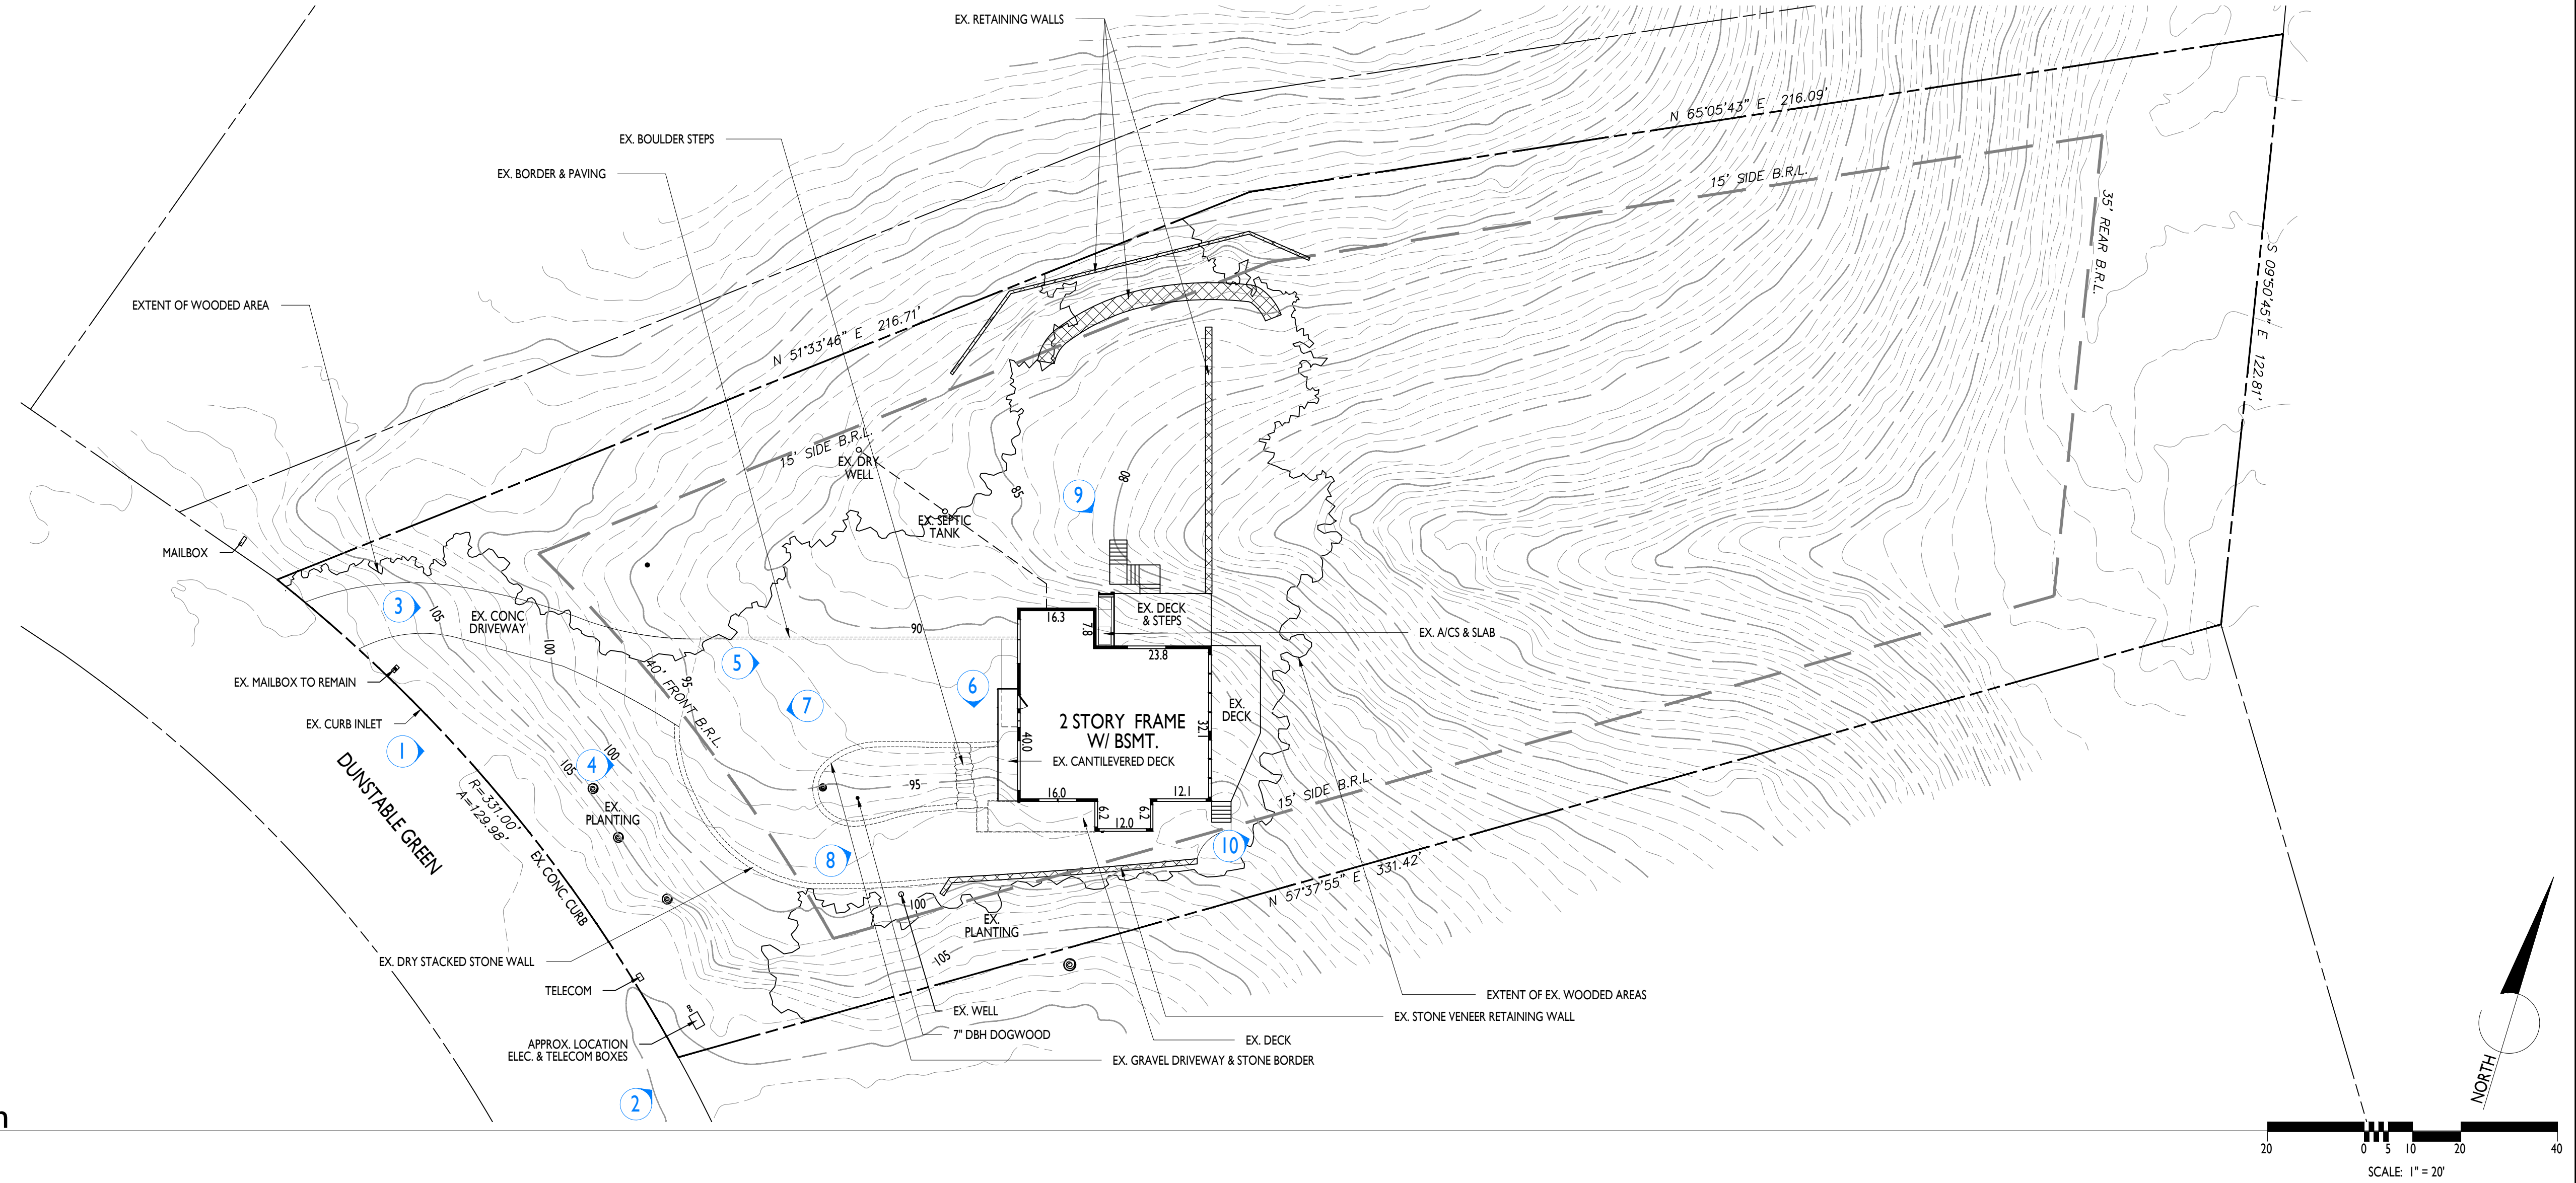 EX. RETAINING WALLS
N 65°05'43" E 216.09'
EX. BOULDER STEPS
EX. BORDER & PAVING
15' SIDE B.R.L.
35' REAR B.R.L.
S 09°50'45" E 122.81'
EXTENT OF WOODED AREA
N 51°33'46" E 216.71'
15' SIDE B.R.L.
EX. DRY
WELL
85
80
9
EX. SEPTIC
TANK
MAILBOX
3
105
EX. CONC
DRIVEWAY
100
90
16.3
7.8
EX. DECK
& STEPS
EX. A/CS & SLAB
23.8
5
40' FRONT B.R.L.
95
EX. MAILBOX TO REMAIN
6
7
EX. CURB INLET
2 STORY FRAME
W/ BSMT.
EX.
DECK
32.1
40.0
EX. CANTILEVERED DECK
1
DUNSTABLE GREEN
100
105
4
R=331.00'
A=129.98'
95
EX.
PLANTING
16.0
12.1
6.2
6.2
12.0
15' SIDE B.R.L.
8
10
EX. CONC. CURB
N 57°37'55" E 331.42'
100
EX.
PLANTING
105
EX. DRY STACKED STONE WALL
TELECOM
EXTENT OF EX. WOODED AREAS
EX. WELL
EX. STONE VENEER RETAINING WALL
7" DBH DOGWOOD
EX. DECK
APPROX. LOCATION
ELEC. & TELECOM BOXES
EX. GRAVEL DRIVEWAY & STONE BORDER
2
NORTH
20 0 5 10 20 40
SCALE: 1" = 20'